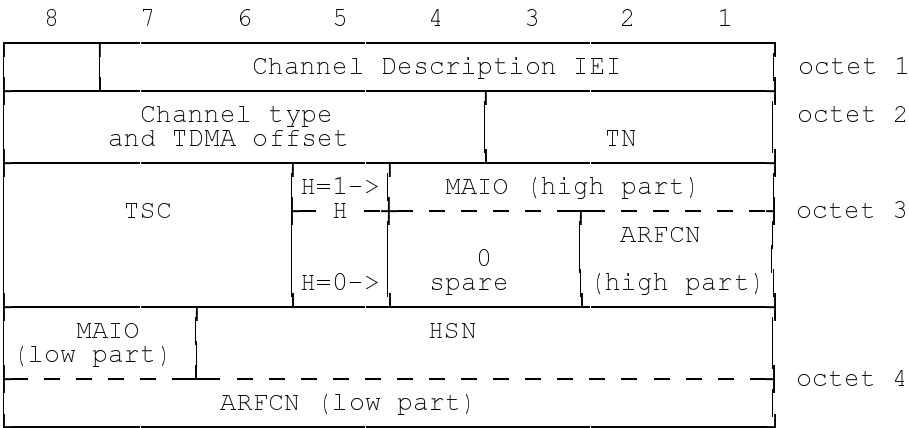 8 7 6 5 4 3 2 1
Channel Description IEI octet 1
Channel type octet 2
and TDMA offset TN
H=1-> MAIO (high part)
TSC H octet 3
ARFCN
0
H=0-> spare (high part)
MAIO HSN
(low part)
octet 4
ARFCN (low part)